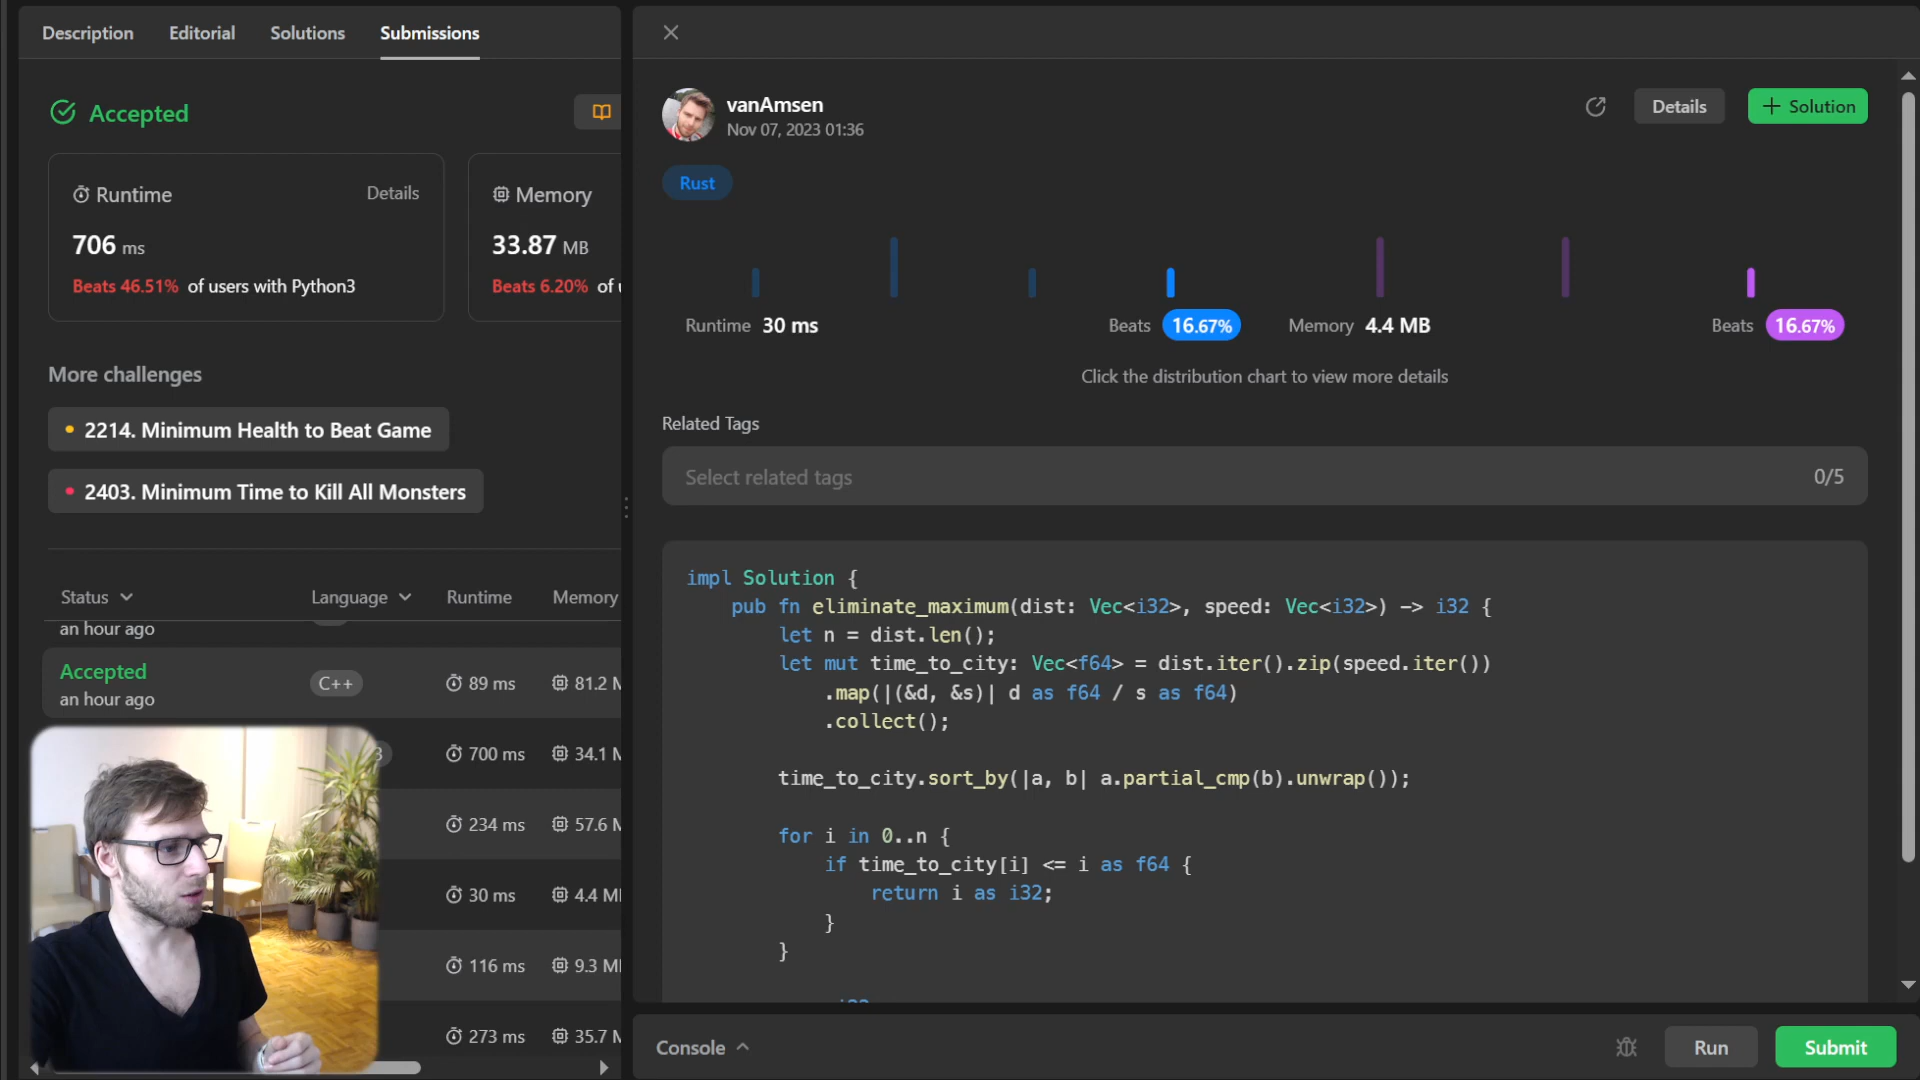 Description Editorial Solutions Submissions
Accepted
Runtime Details
706 ms
Beats 46.51% of users with Python3
Memory
33.87 MB
Beats 6.20% of
More challenges
2214. Minimum Health to Beat Game
2403. Minimum Time to Kill All Monsters
Status Language Runtime Memory
an hour ago
Accepted
an hour ago
C++ 89 ms 81.2 M
3 700 ms 34.1 M
234 ms 57.6 M
30 ms 4.4 M
116 ms 9.3 M
273 ms 35.7 M
vanAmsen
Nov 07, 2023 01:36
Details + Solution
Rust
Runtime 30 ms Beats 16.67% Memory 4.4 MB Beats 16.67%
Click the distribution chart to view more details
Related Tags
Select related tags 0/5
impl Solution {
pub fn eliminate_maximum(dist: Vec<i32>, speed: Vec<i32>) -> i32 {
let n = dist.len();
let mut time_to_city: Vec<f64> = dist.iter().zip(speed.iter())
.map(|(&d, &s)| d as f64 / s as f64)
.collect();
time_to_city.sort_by(|a, b| a.partial_cmp(b).unwrap());
for i in 0..n {
if time_to_city[i] <= i as f64 {
return i as i32;
}
}
Console Run Submit